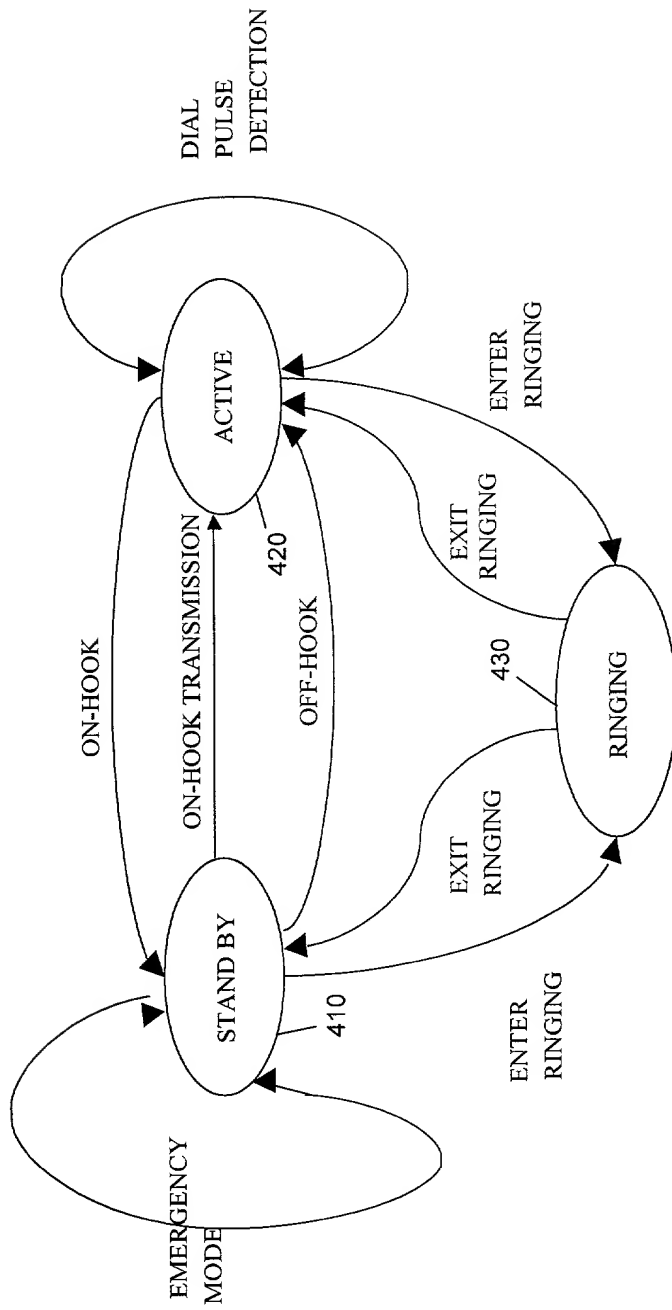 DIAL
PULSE
DETECTION
ACTIVE
420
ENTER
RINGING
EXIT
RINGING
ON-HOOK
ON-HOOK TRANSMISSION
OFF-HOOK
430
RINGING
EXIT
RINGING
STAND BY
410
ENTER
RINGING
EMERGENCY
MODE